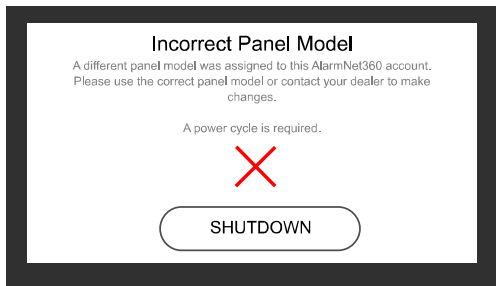 Incorrect Panel Model
A different panel model was assigned to this AlarmNet360 account.
Please use the correct panel model or contact your dealer to make
changes.
A power cycle is required.
SHUTDOWN